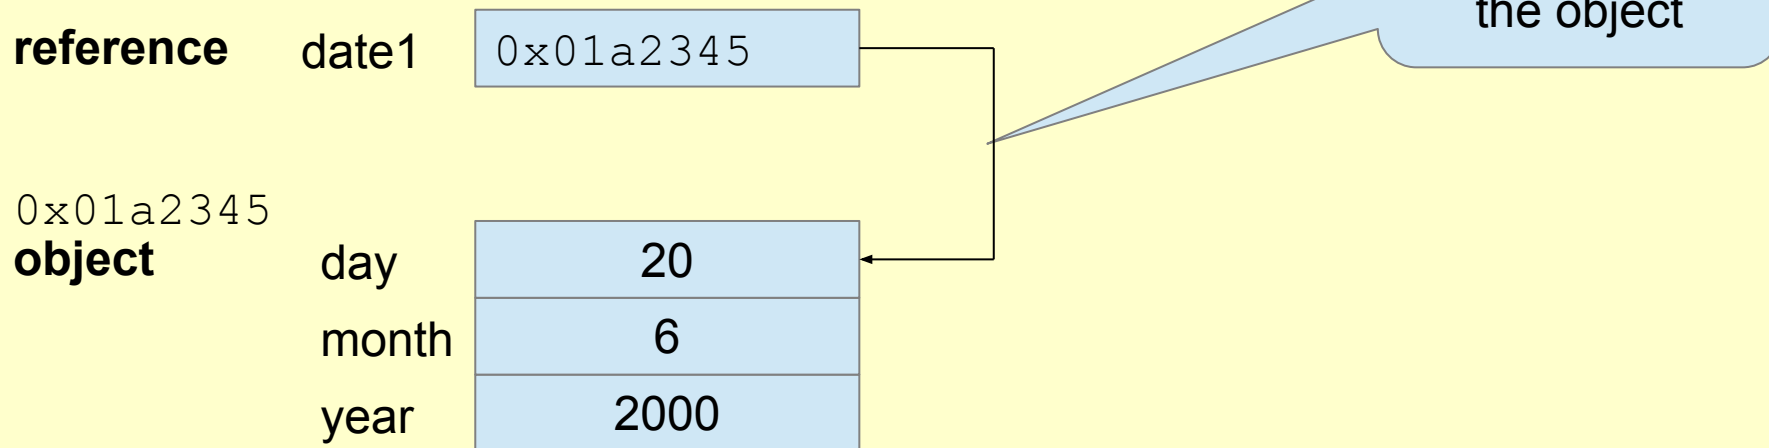 the object
reference date1 0x01a2345
0x01a2345
object day 20
month 6
year 2000